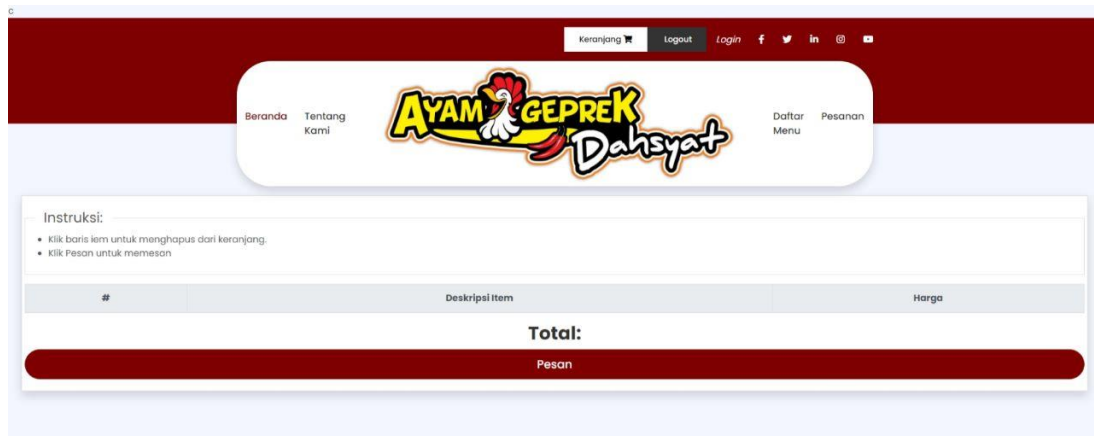 c
Keranjang Logout Login
Beranda
Tentang
Kami
AYAM GEPREK
Dahsyat
Daftar
Menu
Pesanan
Instruksi:
Klik baris iem untuk menghapus dari keranjang.
Klik Pesan untuk memesan
# Deskripsi Item Harga
Total:
Pesan